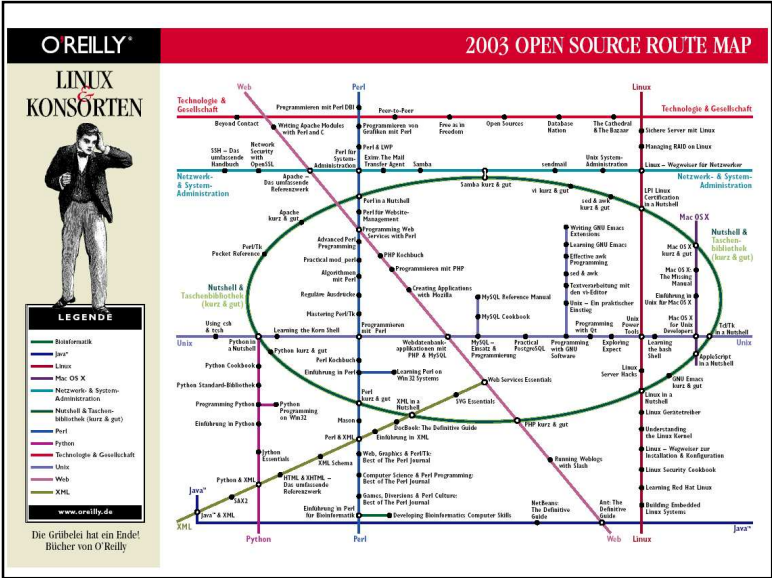 O'REILLY®
2003 OPEN SOURCE ROUTE MAP
LINUX
&
KONSORTEN
LEGENDE
Bioinformatik
Java™
Linux
Mac OS X
Netzwerk- & System-
Administration
Nutshell & Taschen-
bibliothek (kurz & gut)
Perl
Python
Technologie & Gesellschaft
Unix
Web
XML
www.oreilly.de
Die Grübelei hat ein Ende!
Bücher von O'Reilly
Web
Perl
Linux
Technologie &
Gesellschaft
Programmieren mit Perl DBI
Peer-to-Peer
Technologie & Gesellschaft
Beyond Contact
Writing Apache Modules
with Perl and C
Programmieren von
Grafiken mit Perl
Free as in
Freedom
Open Sources
Database
Nation
The Cathedral
& The Bazaar
Sichere Server mit Linux
SSH – Das
umfassende
Handbuch
Network
Security
with
OpenSSL
Perl für
System-
Administration
Perl & LWP
Exim: The Mail
Transfer Agent
Samba
sendmail
Unix System-
Administration
Managing RAID on Linux
Linux – Wegweiser für Netzwerker
Netzwerk-
& System-
Administration
Apache –
Das umfassende
Referenzwerk
Samba kurz & gut
vi kurz & gut
sed & awk
kurz & gut
LPI Linux
Certification
in a Nutshell
Netzwerk- & System-
Administration
Perl in a Nutshell
Apache
kurz & gut
Perl für Website-
Management
Programming Web
Services with Perl
Mac OS X
Writing GNU Emacs
Extensions
Nutshell &
Taschen-
bibliothek
(kurz & gut)
Perl/Tk
Pocket Reference
Advanced Perl
Programming
PHP Kochbuch
Learning GNU Emacs
Mac OS X
kurz & gut
Practical mod_perl
Programmieren mit PHP
Effective awk
Programming
Mac OS X:
The Missing
Manual
Algorithmen
mit Perl
sed & awk
Nutshell &
Taschenbibliothek
(kurz & gut)
Reguläre Ausdrücke
Creating Applications
with Mozilla
MySQL Reference Manual
Textverarbeitung mit
den vi-Editor
Einführung in
Unix für Mac OS X
Mastering Perl/Tk
MySQL Cookbook
Unix – Ein praktischer
Einstieg
Using csh
& tcsh
Learning the Korn Shell
Programmieren
mit Perl
Programming
with Qt
Unix
Power
Tools
Mac OS X
for Unix
Developers
Tcl/Tk
in a Nutshell
Unix
Python in
a Nutshell
Python kurz & gut
Webdatenbank-
applikationen mit
PHP & MySQL
MySQL –
Einsatz &
Programmierung
Practical
PostgreSQL
Programming
with GNU
Software
Exploring
Expect
Learning
the bash
Shell
Unix
Python Cookbook
Perl Kochbuch
AppleScript
in a Nutshell
Einführung in Perl
Learning Perl on
Win32 Systems
Linux
Server Hacks
Python Standard-Bibliothek
Web Services Essentials
GNU Emacs
kurz & gut
Perl
kurz & gut
SVG Essentials
Linux in a
Nutshell
Programming Python
Python
Programming
on Win32
XML in a
Nutshell
Linux Gerätetreiber
Einführung in Python
Mason
DocBook: The Definitive Guide
PHP kurz & gut
Perl & XML
Einführung in XML
Understanding
the Linux Kernel
Jython
Essentials
XML Schema
Web, Graphics & Perl/Tk:
Best of The Perl Journal
Running Weblogs
with Slash
Linux – Wegweiser zur
Installation & Konfiguration
Python & XML
HTML & XHTML –
Das umfassende
Referenzwerk
Computer Science & Perl Programming:
Best of The Perl Journal
Linux Security Cookbook
Java™
SAX2
Games, Diversions & Perl Culture:
Best of The Perl Journal
Learning Red Hat Linux
NetBeans:
The Definitive
Guide
Ant: The
Definitive
Guide
Building Embedded
Linux Systems
Java™ & XML
Einführung in Perl
für Bioinformatik
Developing Bioinformatics Computer Skills
XML
Java™
Python
Perl
Web
Linux